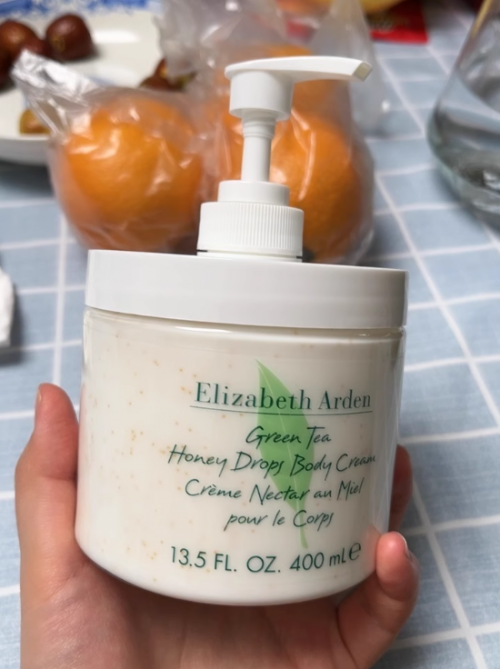 Elizabeth Arden
Green Tea
Honey Drops Body Cream
Crème Nectar au Miel
pour le Corps
13.5 FL. OZ. 400 mL℮